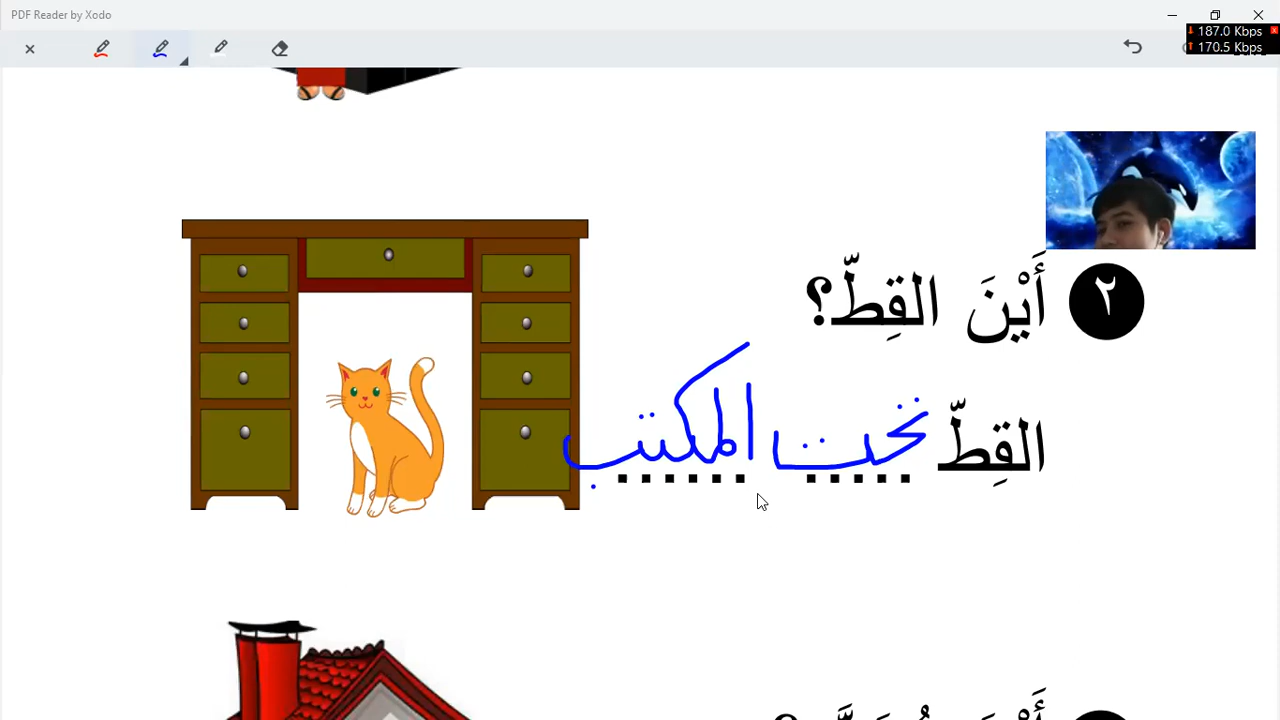 PDF Reader by Xodo
187.0 Kbps
170.5 Kbps
٢ أَيْنَ القِطّ؟
القِطّ تحت المكتب